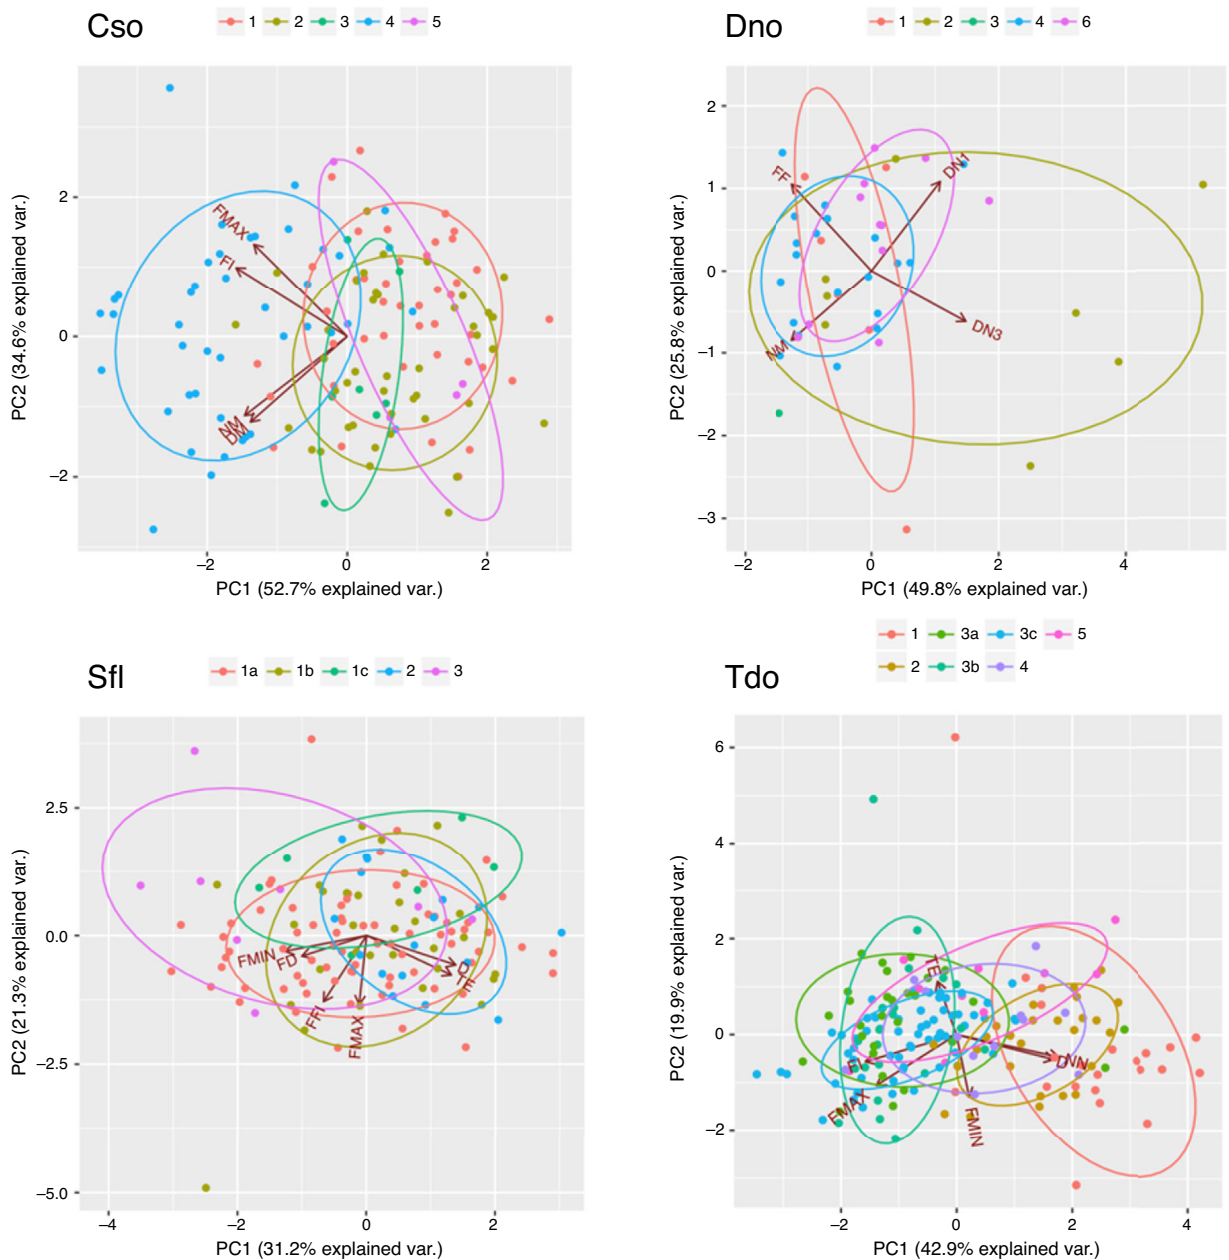 Cso
1 2 3 4 5
Dno
1 2 3 4 6
PC2 (34.6% explained var.)
2
0
−2
FMAX
FI
NM
DM
−2 0 2
PC1 (52.7% explained var.)
PC2 (25.8% explained var.)
2
1
0
−1
−2
−3
FF
DN1
DN3
NM
−2 0 2 4
PC1 (49.8% explained var.)
Sfl
1a 1b 1c 2 3
Tdo
1 3a 3c 5
2 3b 4
PC2 (21.3% explained var.)
2.5
0.0
−2.5
−5.0
FMIN
FD
FFI
FMAX
D
−4 −2 0 2
PC1 (31.2% explained var.)
PC2 (19.9% explained var.)
6
4
2
0
−2
FMAX
FMIN
−2 0 2 4
PC1 (42.9% explained var.)